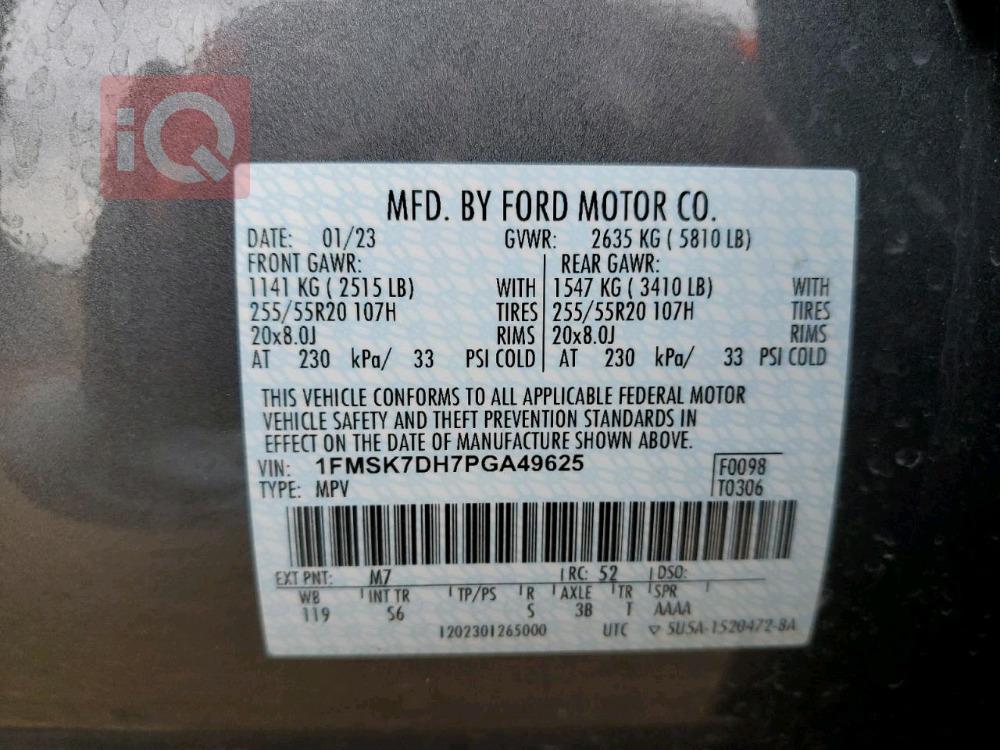 iQ
MFD. BY FORD MOTOR CO.
DATE: 01/23 GVWR: 2635 KG ( 5810 LB)
FRONT GAWR: REAR GAWR:
1141 KG ( 2515 LB) WITH 1547 KG ( 3410 LB) WITH
255/55R20 107H TIRES 255/55R20 107H TIRES
20x8.0J RIMS 20x8.0J RIMS
AT 230 kPa/ 33 PSI COLD AT 230 kPa/ 33 PSI COLD
THIS VEHICLE CONFORMS TO ALL APPLICABLE FEDERAL MOTOR
VEHICLE SAFETY AND THEFT PREVENTION STANDARDS IN
EFFECT ON THE DATE OF MANUFACTURE SHOWN ABOVE.
VIN: 1FMSK7DH7PGA49625 F0098
TYPE: MPV T0306
EXT PNT: M7 RC: 52 DSO:
WB INT TR TP/PS R AXLE TR SPR
119 S6 S 3B T AAAA
1202301265000 UTC ▽ 5U5A-1520472-8A